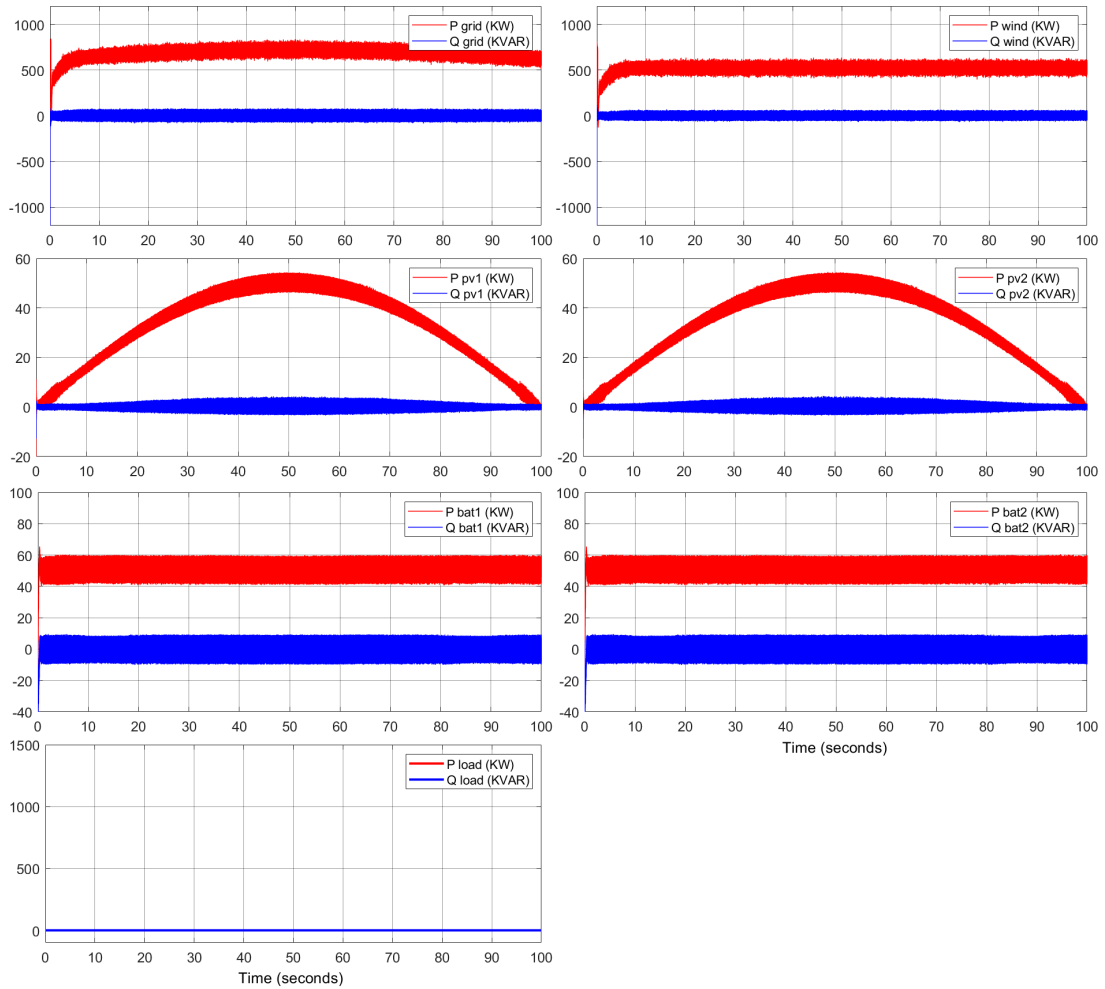 1000
500
0
-500
-1000
P grid (KW)
Q grid (KVAR)
0 10 20 30 40 50 60 70 80 90 100
1000
500
0
-500
-1000
P wind (KW)
Q wind (KVAR)
0 10 20 30 40 50 60 70 80 90 100
60
40
20
0
-20
P pv1 (KW)
Q pv1 (KVAR)
0 10 20 30 40 50 60 70 80 90 100
60
40
20
0
-20
P pv2 (KW)
Q pv2 (KVAR)
0 10 20 30 40 50 60 70 80 90 100
100
80
60
40
20
0
-20
-40
P bat1 (KW)
Q bat1 (KVAR)
0 10 20 30 40 50 60 70 80 90 100
100
80
60
40
20
0
-20
-40
P bat2 (KW)
Q bat2 (KVAR)
0 10 20 30 40 50 60 70 80 90 100
Time (seconds)
1500
1000
500
0
P load (KW)
Q load (KVAR)
0 10 20 30 40 50 60 70 80 90 100
Time (seconds)